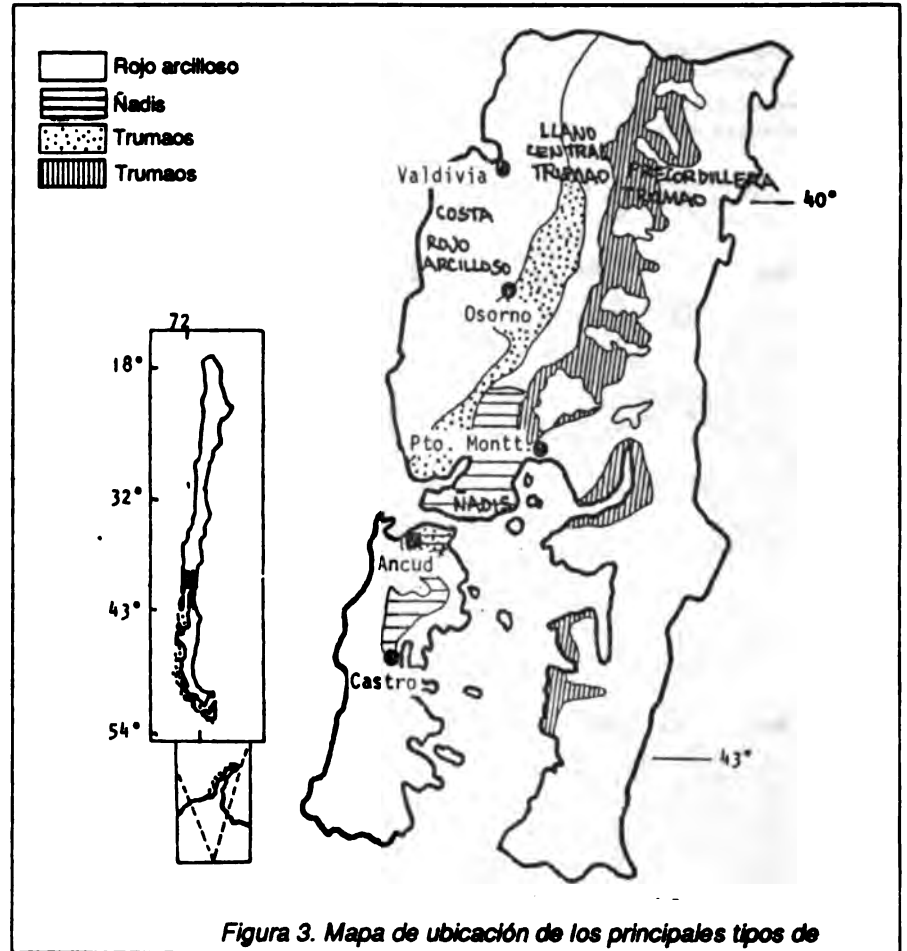 Rojo arcilloso
Ñadis
Trumaos
Trumaos
LLANO
CENTRAL
TRUMAO
PRECORDILLERA
TRUMAO
Valdivia
40°
COSTA
ROJO
ARCILLOSO
Osorno
72
18°
Pto. Montt
32°
ÑADIS
Ancud
43°
Castro
54°
43°
Figura 3. Mapa de ubicación de los principales tipos de